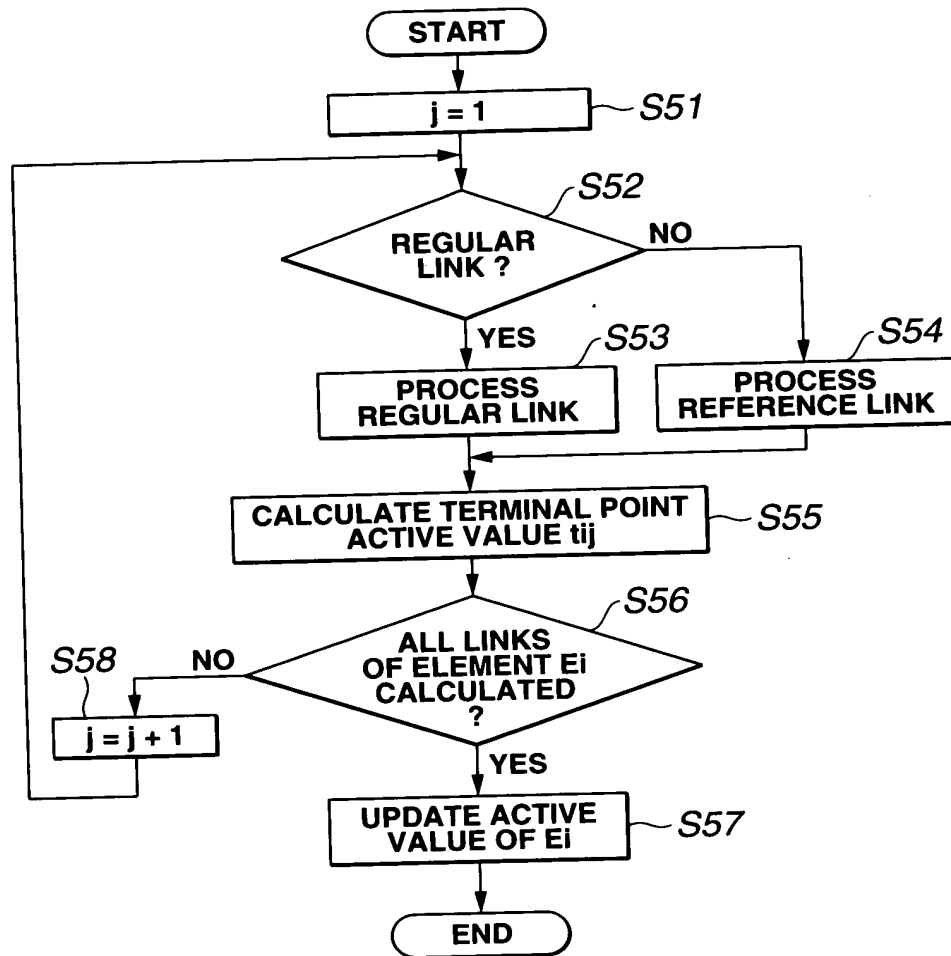 START
j = 1
S51
S52
REGULAR
LINK ?
NO
YES
S53
S54
PROCESS
REGULAR LINK
PROCESS
REFERENCE LINK
CALCULATE TERMINAL POINT
ACTIVE VALUE tij
S55
S56
ALL LINKS
OF ELEMENT Ei
CALCULATED
?
NO
S58
j = j + 1
YES
UPDATE ACTIVE
VALUE OF Ei
S57
END